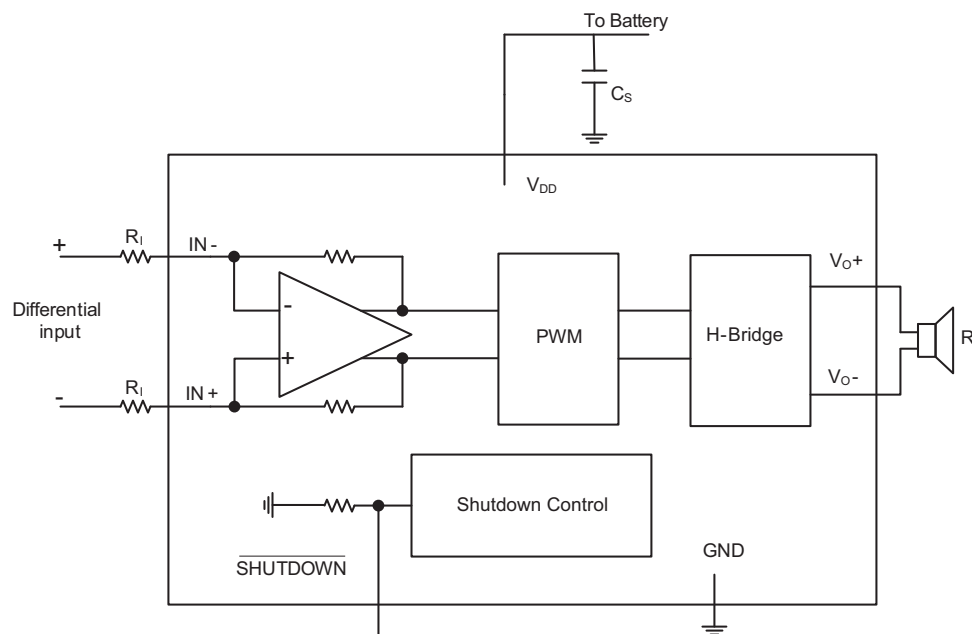 To Battery
C_S
V_DD
+
R_I
IN -
-
Differential
input
+
PWM
H-Bridge
V_O+
R
V_O-
-
R_I
IN +
Shutdown Control
SHUTDOWN
GND